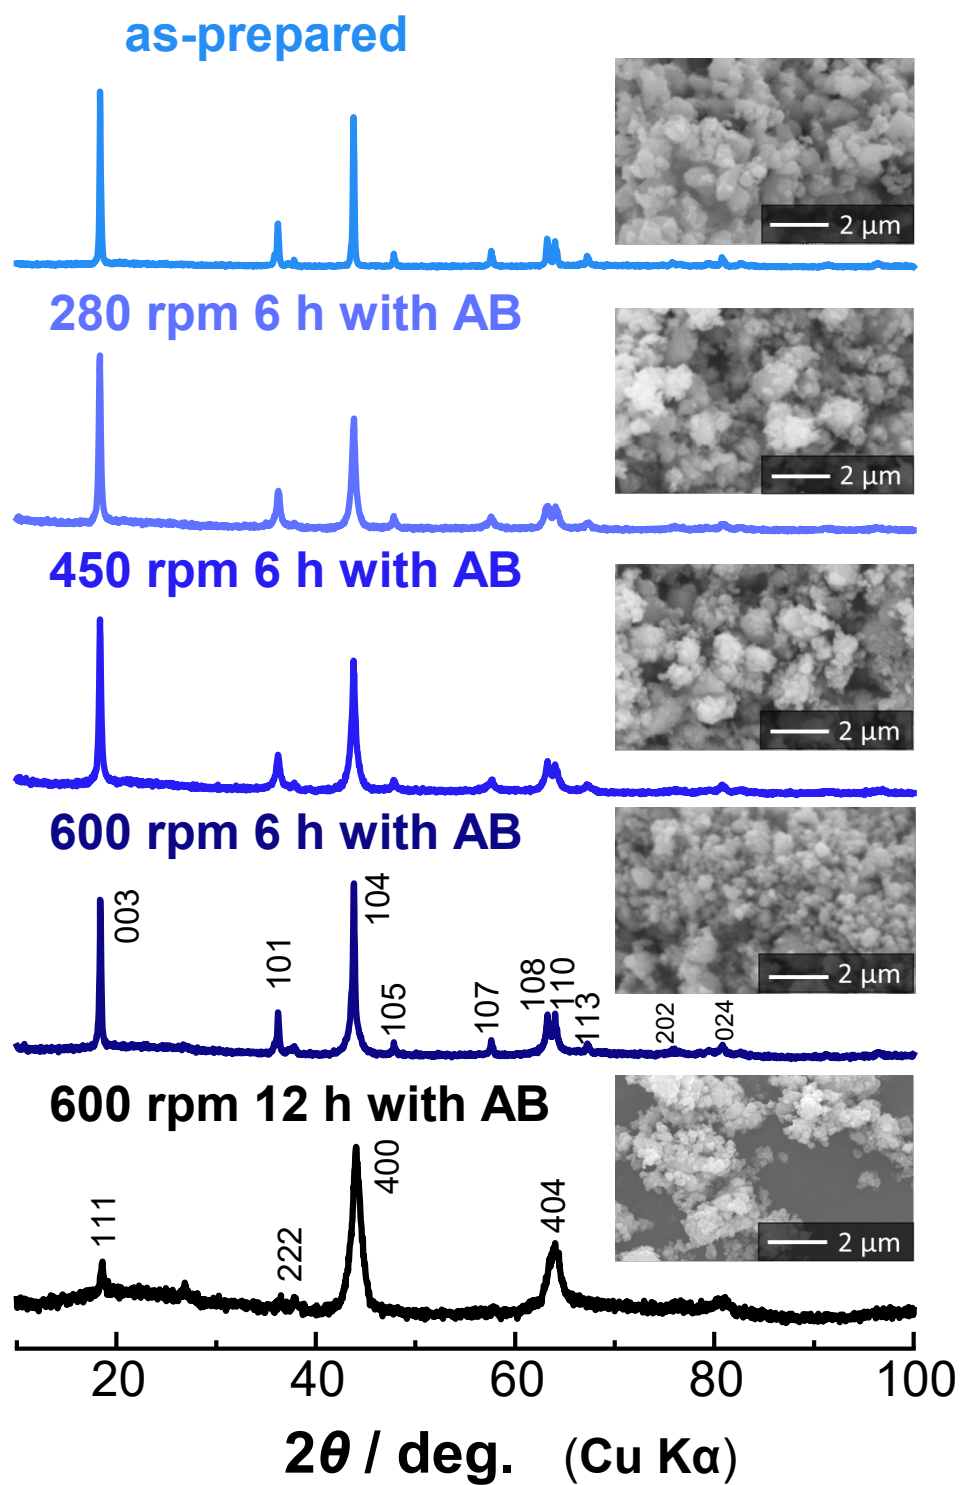 as-prepared
2 μm
280 rpm 6 h with AB
2 μm
450 rpm 6 h with AB
2 μm
600 rpm 6 h with AB
003
101
104
105
107
108
110
113
202
024
2 μm
600 rpm 12 h with AB
111
222
400
404
2 μm
20 40 60 80 100
2θ / deg. (Cu Kα)